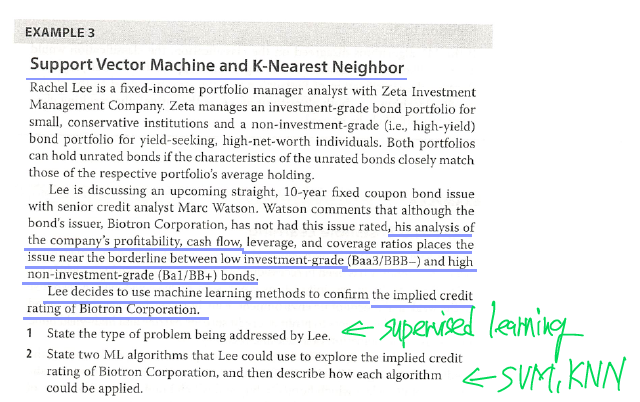 EXAMPLE 3
Support Vector Machine and K-Nearest Neighbor
Rachel Lee is a fixed-income portfolio manager analyst with Zeta Investment
Management Company. Zeta manages an investment-grade bond portfolio for
small, conservative institutions and a non-investment-grade (i.e., high-yield)
bond portfolio for yield-seeking, high-net-worth individuals. Both portfolios
can hold unrated bonds if the characteristics of the unrated bonds closely match
those of the respective portfolio's average holding.
Lee is discussing an upcoming straight, 10-year fixed coupon bond issue
with senior credit analyst Marc Watson. Watson comments that although the
bond's issuer, Biotron Corporation, has not had this issue rated, his analysis of
the company's profitability, cash flow, leverage, and coverage ratios places the
issue near the borderline between low investment-grade (Baa3/BBB–) and high
non-investment-grade (Ba1/BB+) bonds.
Lee decides to use machine learning methods to confirm the implied credit
rating of Biotron Corporation.
1 State the type of problem being addressed by Lee. ← supervised learning
2 State two ML algorithms that Lee could use to explore the implied credit
rating of Biotron Corporation, and then describe how each algorithm ← SVM, KNN
could be applied.